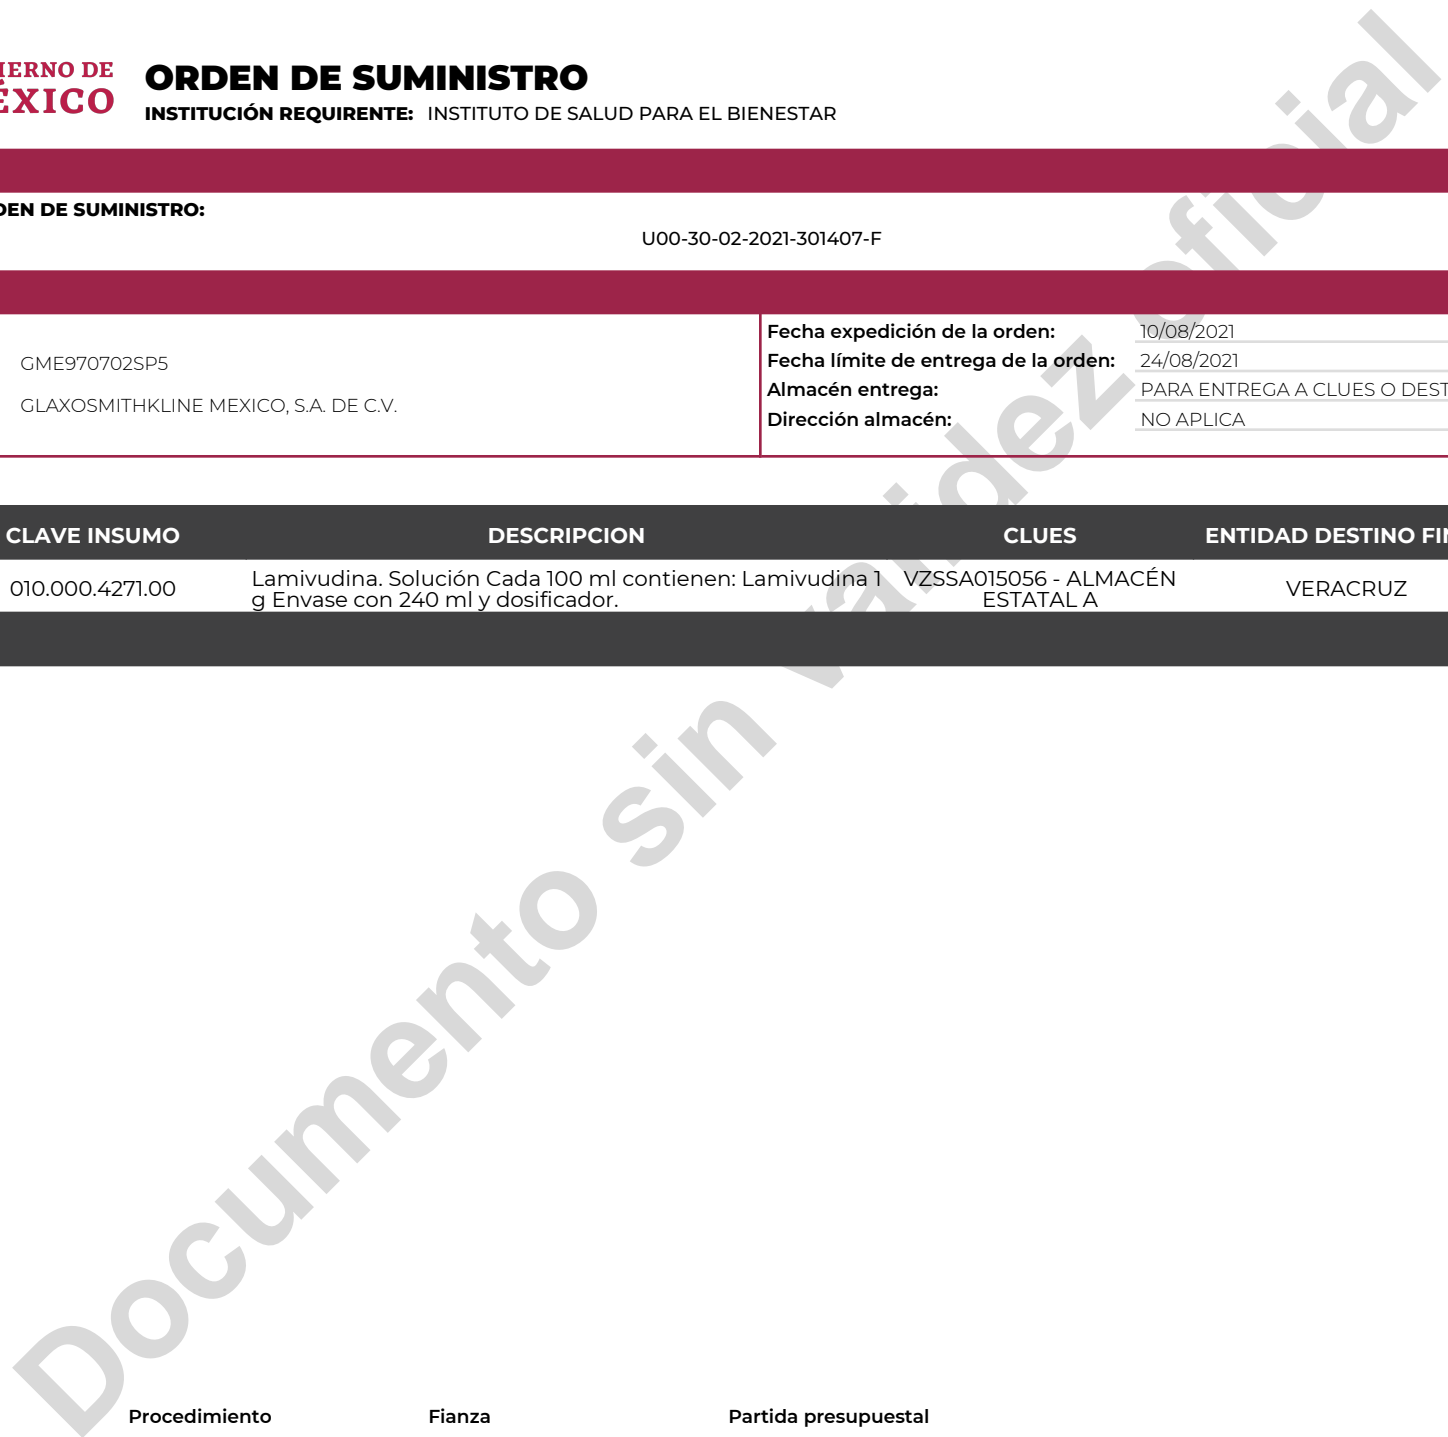 IERNO DE
ÉXICO
ORDEN DE SUMINISTRO
INSTITUCIÓN REQUIRENTE: INSTITUTO DE SALUD PARA EL BIENESTAR
DEN DE SUMINISTRO:
U00-30-02-2021-301407-F
GME970702SP5
GLAXOSMITHKLINE MEXICO, S.A. DE C.V.
Fecha expedición de la orden: 10/08/2021
Fecha límite de entrega de la orden: 24/08/2021
Almacén entrega: PARA ENTREGA A CLUES O DEST
Dirección almacén: NO APLICA
CLAVE INSUMO DESCRIPCION CLUES ENTIDAD DESTINO FIN
010.000.4271.00
Lamivudina. Solución Cada 100 ml contienen: Lamivudina 1
g Envase con 240 ml y dosificador.
VZSSA015056 - ALMACÉN
ESTATAL A
VERACRUZ
Documento sin validez oficial
Procedimiento Fianza Partida presupuestal